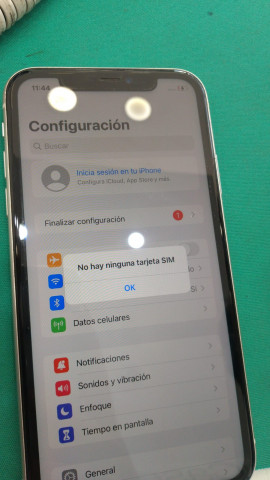 11:44
Configuración
Buscar
Inicia sesión en tu iPhone
Configura iCloud, App Store y más.
Finalizar configuración
1
No hay ninguna tarjeta SIM
OK
Datos celulares
Notificaciones
Sonidos y vibración
Enfoque
Tiempo en pantalla
General